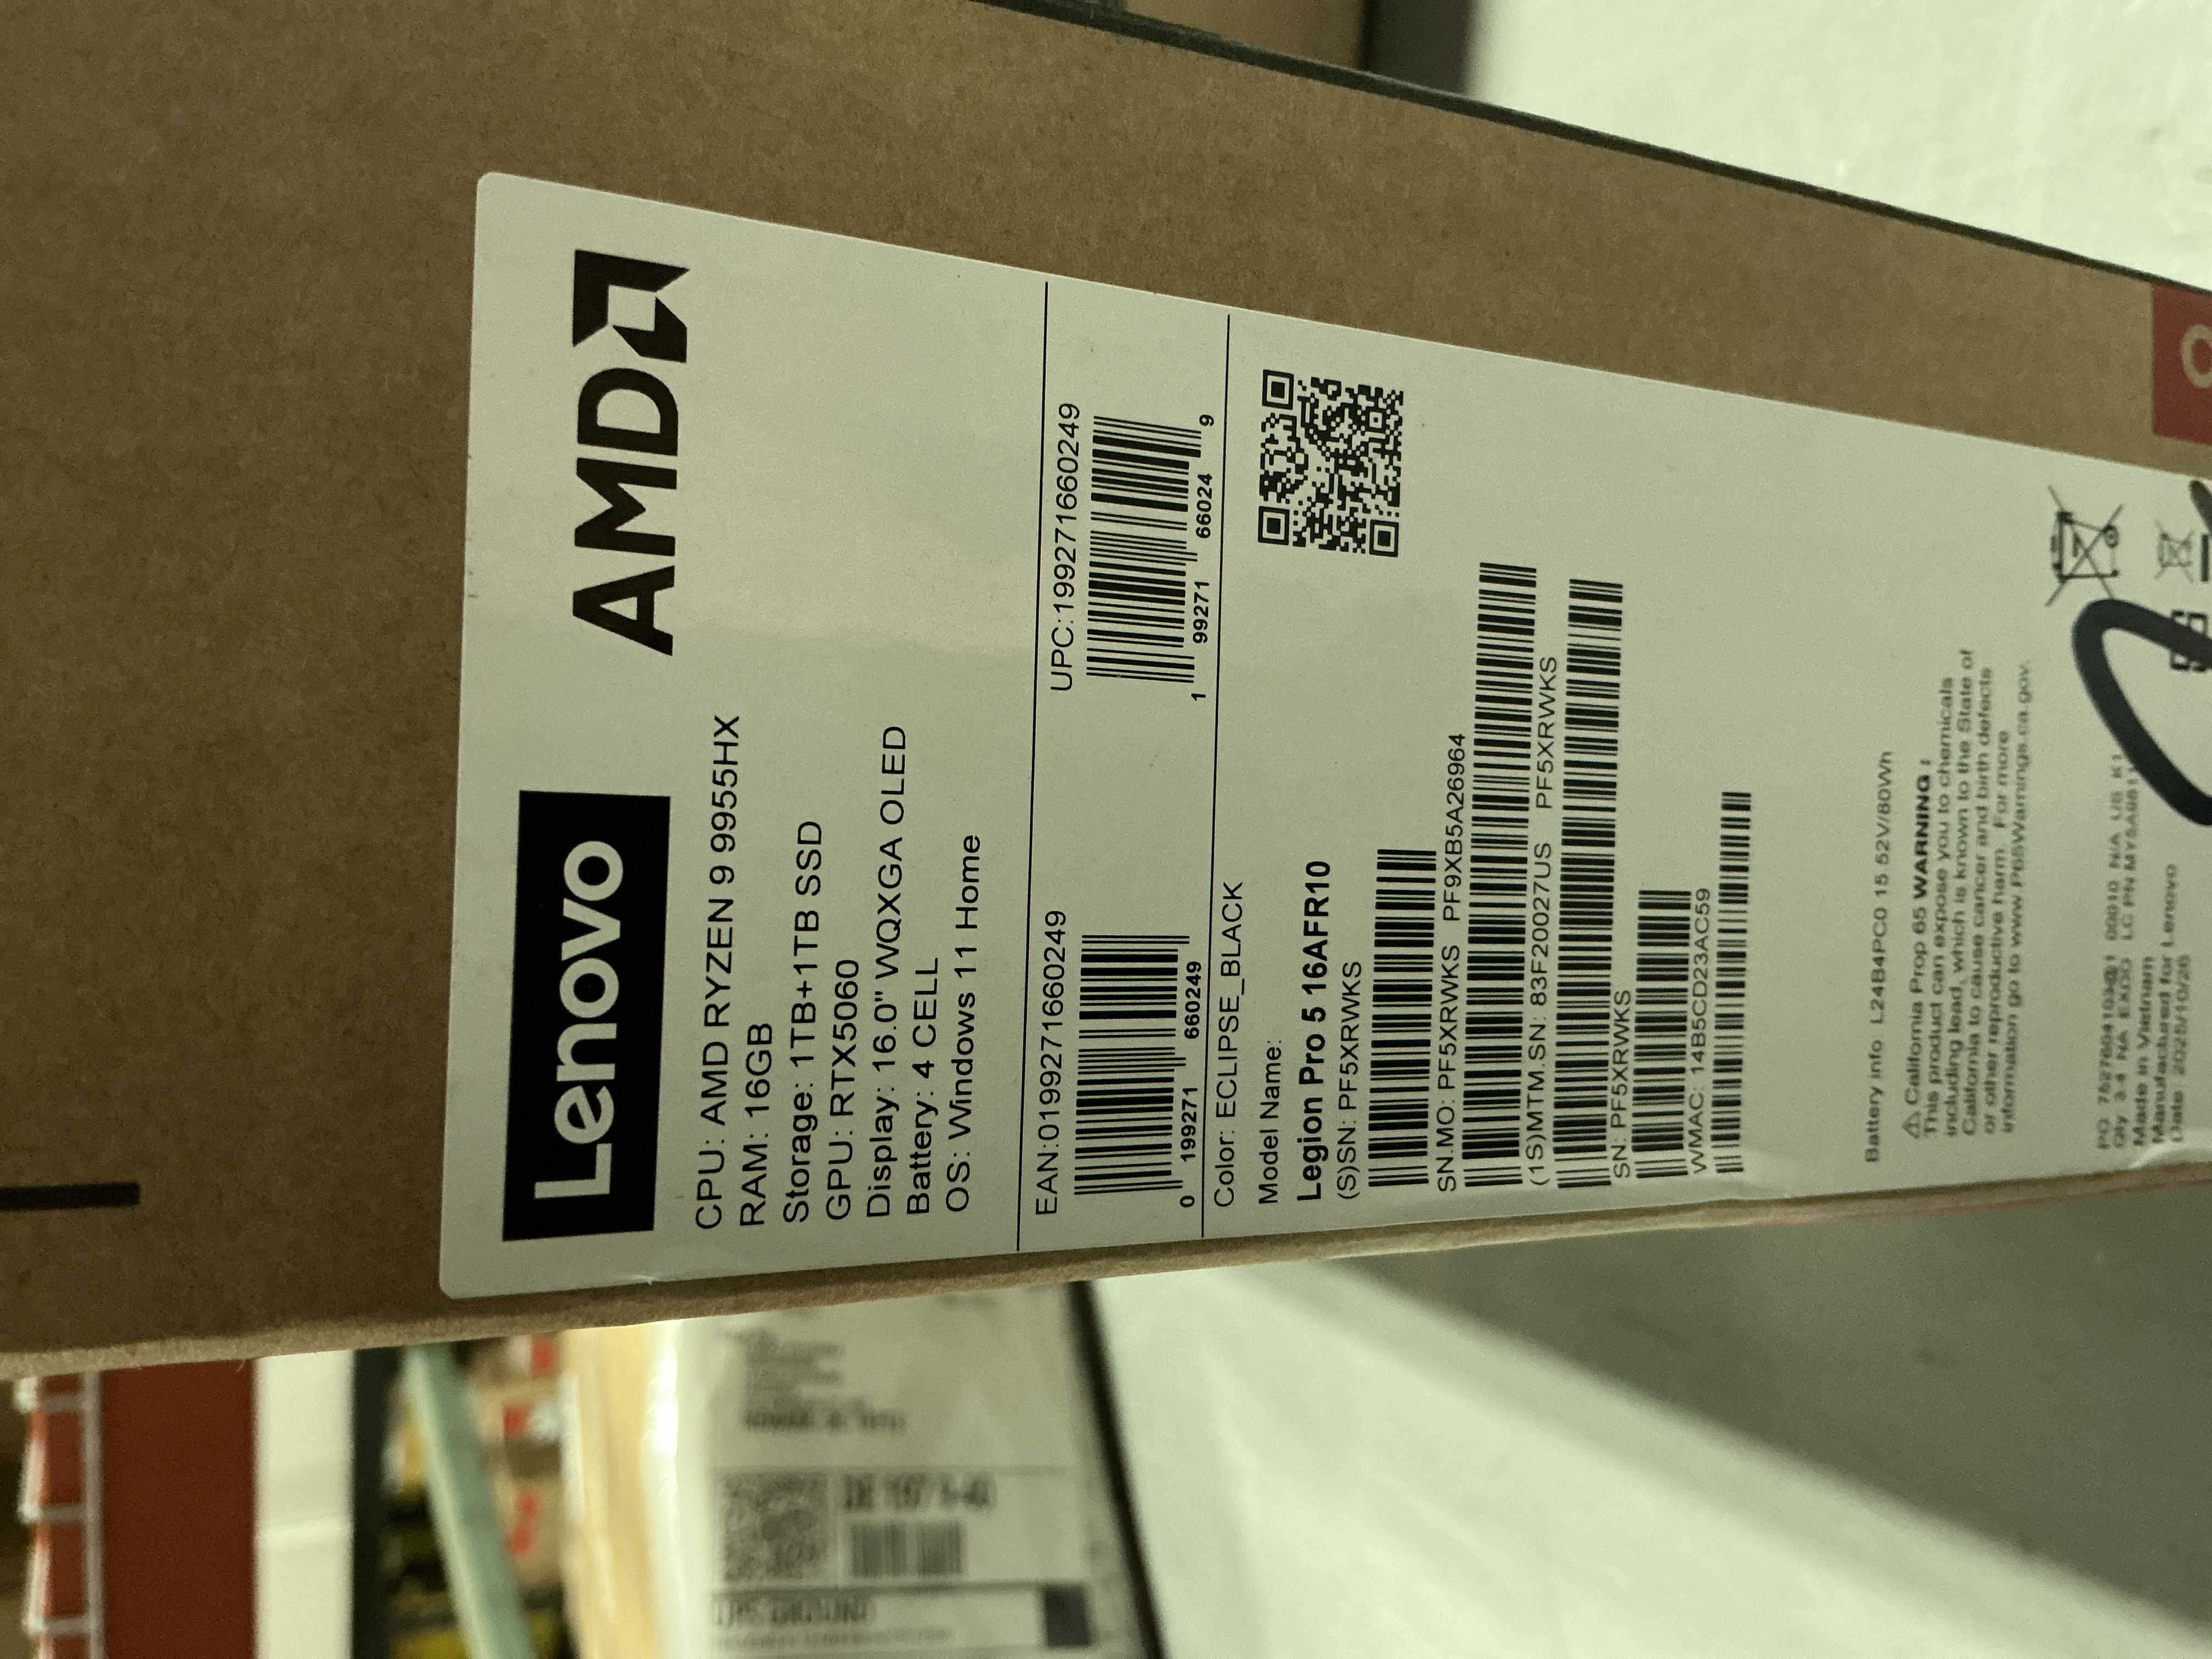 Lenovo
AMD
CPU: AMD RYZEN 9 9955HX
RAM: 16GB
Storage: 1TB+1TB SSD
GPU: RTX5060
Display: 16.0" WQXGA OLED
Battery: 4 CELL
OS: Windows 11 Home
EAN:0199271660249
0 199271 660249
UPC:199271660249
1 99271 66024 9
Color: ECLIPSE_BLACK
Model Name:
Legion Pro 5 16AFR10
(S)SN: PF5XRWKS
SN.MO: PF5XRWKS PF9XB5A26964
(1S)MTM.SN: 83F20027US PF5XRWKS
SN: PF5XRWKS
WMAC: 14B5CD23AC59
Battery info L24B4PC0 15.52V/80Wh
⚠California Prop 65 WARNING :
This product can expose you to chemicals
including lead, which is known to the State of
California to cause cancer and birth defects
or other reproductive harm. For more
information go to www.P65Warnings.ca.gov.
Made in Vietnam
Manufactured for Lenovo